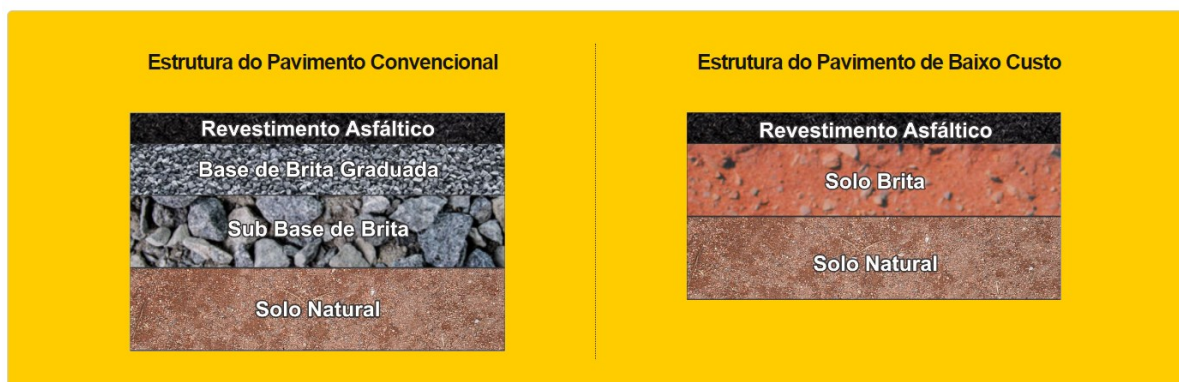 Estrutura do Pavimento Convencional
Revestimento Asfáltico
Base de Brita Graduada
Sub Base de Brita
Solo Natural
Estrutura do Pavimento de Baixo Custo
Revestimento Asfáltico
Solo Brita
Solo Natural